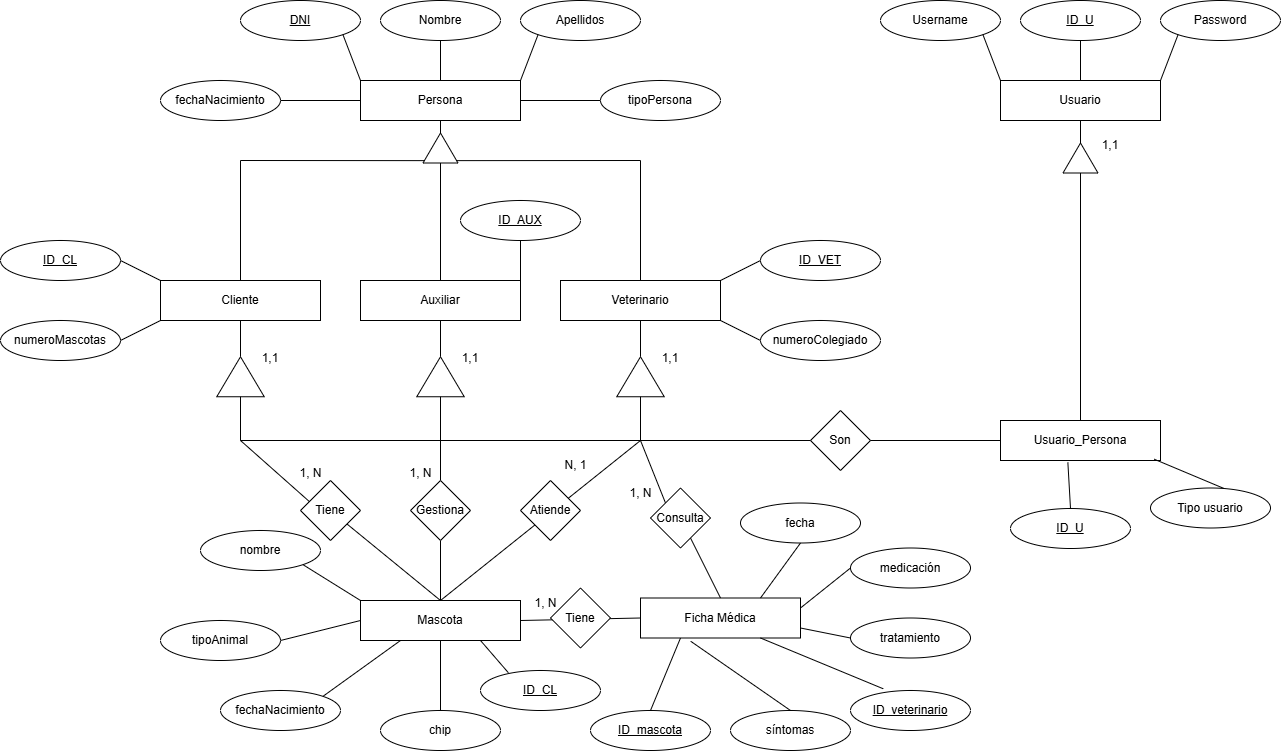 DNI
Nombre
Apellidos
Username
ID_U
Password
fechaNacimiento
Persona
tipoPersona
Usuario
1,1
ID_AUX
ID_CL
ID_VET
Cliente
Auxiliar
Veterinario
numeroMascotas
numeroColegiado
1,1
1,1
1,1
Son
Usuario_Persona
1, N
1, N
N, 1
1, N
Tiene
Gestiona
Atiende
Consulta
fecha
Tipo usuario
ID_U
nombre
medicación
1, N
Mascota
Tiene
Ficha Médica
tipoAnimal
tratamiento
ID_CL
fechaNacimiento
ID_veterinario
chip
ID_mascota
síntomas